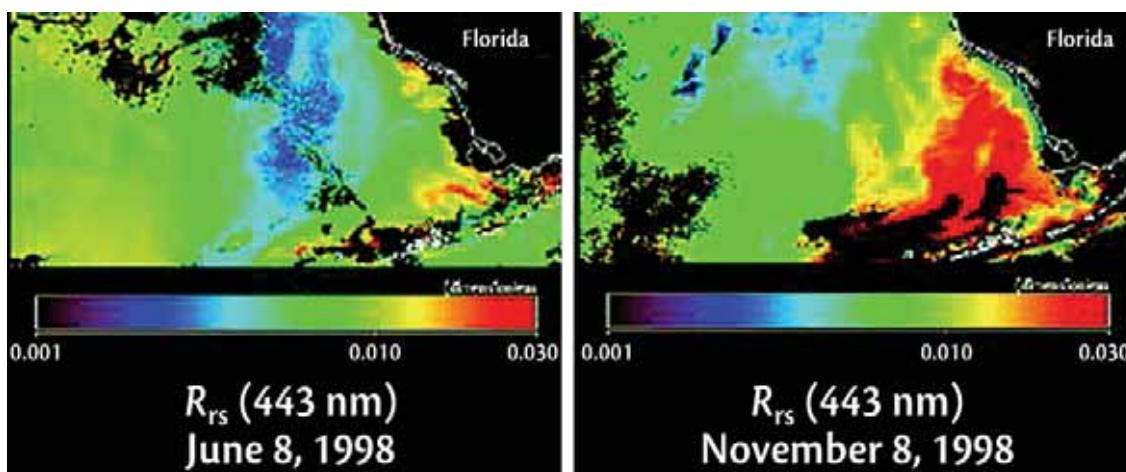 Florida
0.001 0.010 0.030
Rrs (443 nm)
June 8, 1998
Florida
0.001 0.010 0.030
Rrs (443 nm)
November 8, 1998